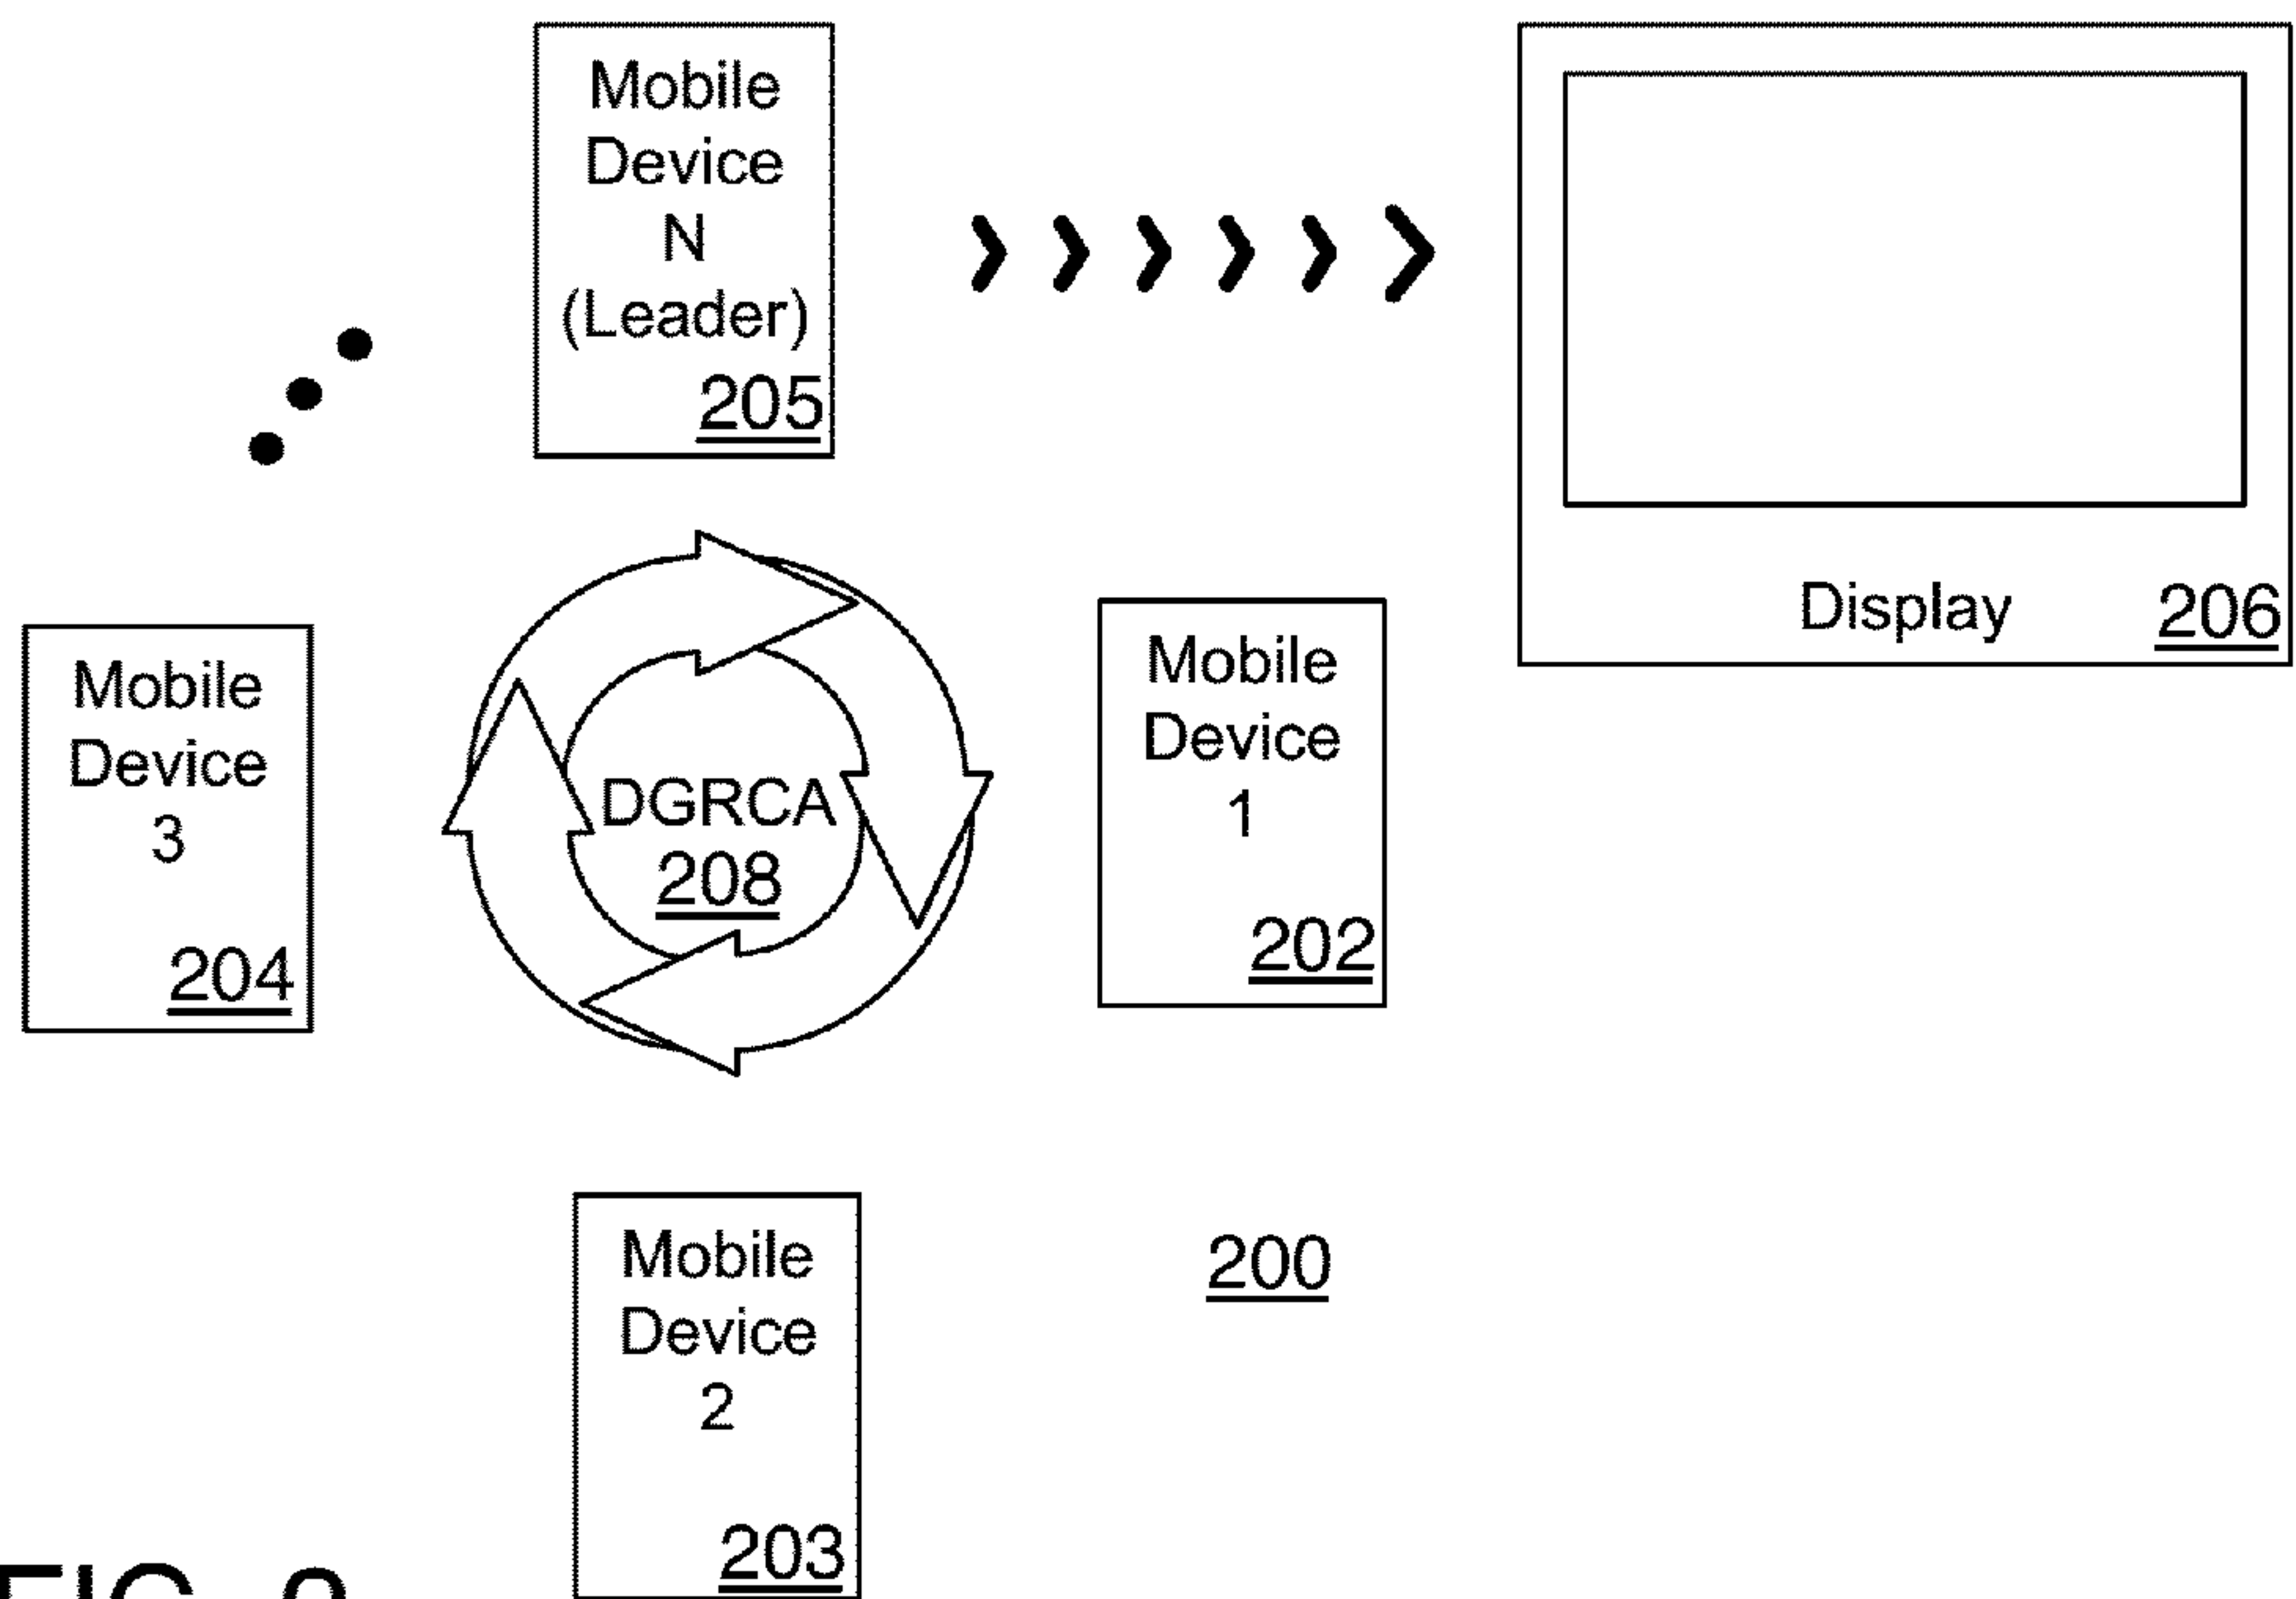 Mobile
Device
N
(Leader)
205
Display
206
Mobile
Device
3
204
DGRCA
208
Mobile
Device
1
202
Mobile
Device
2
203
200